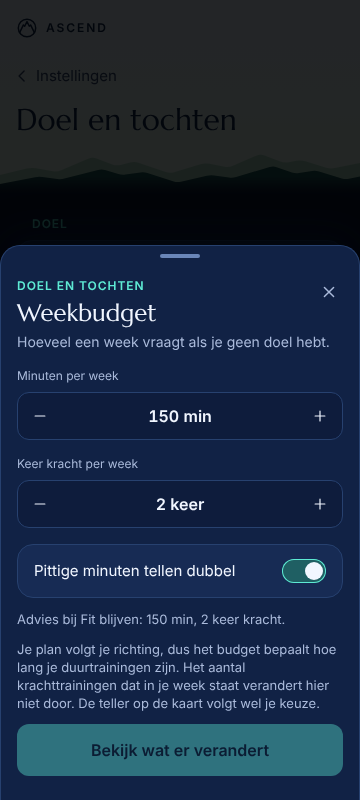 ASCEND
Instellingen
Doel en tochten
DOEL
DOEL EN TOCHTEN
Weekbudget
Hoeveel een week vraagt als je geen doel hebt.
Minuten per week
150 min
Keer kracht per week
2 keer
Pittige minuten tellen dubbel
Advies bij Fit blijven: 150 min, 2 keer kracht.
Je plan volgt je richting, dus het budget bepaalt hoe
lang je duurtrainingen zijn. Het aantal
krachttrainingen dat in je week staat verandert hier
niet door. De teller op de kaart volgt wel je keuze.
Bekijk wat er verandert